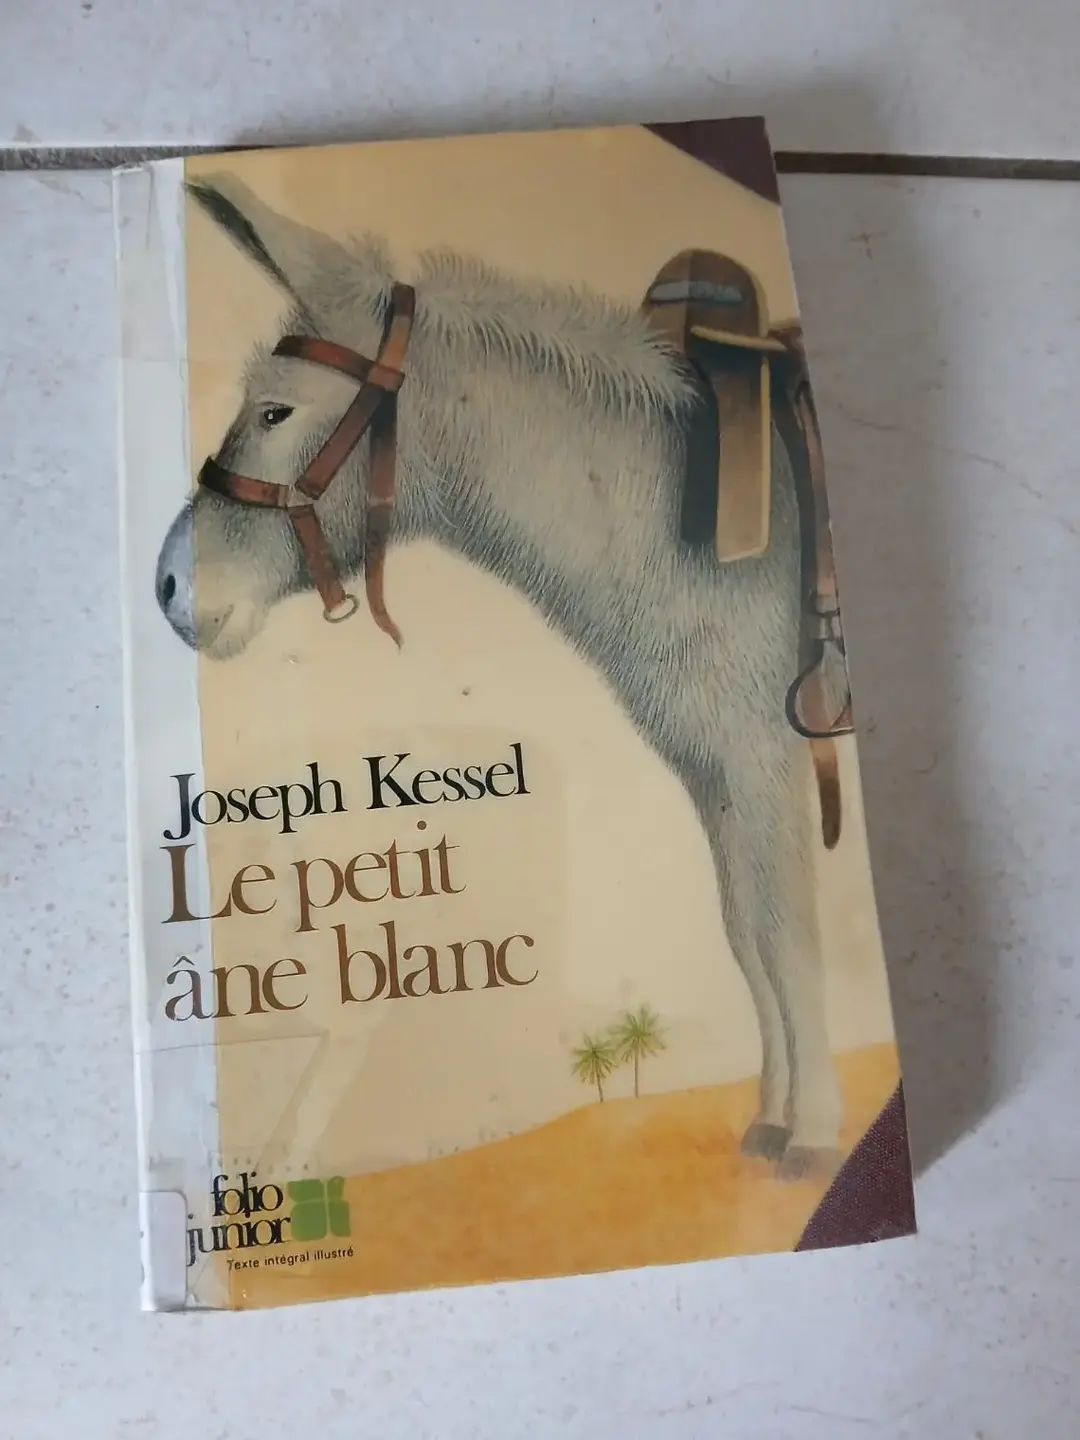 Joseph Kessel
Le petit
âne blanc
folio
junior
Texte intégral illustré